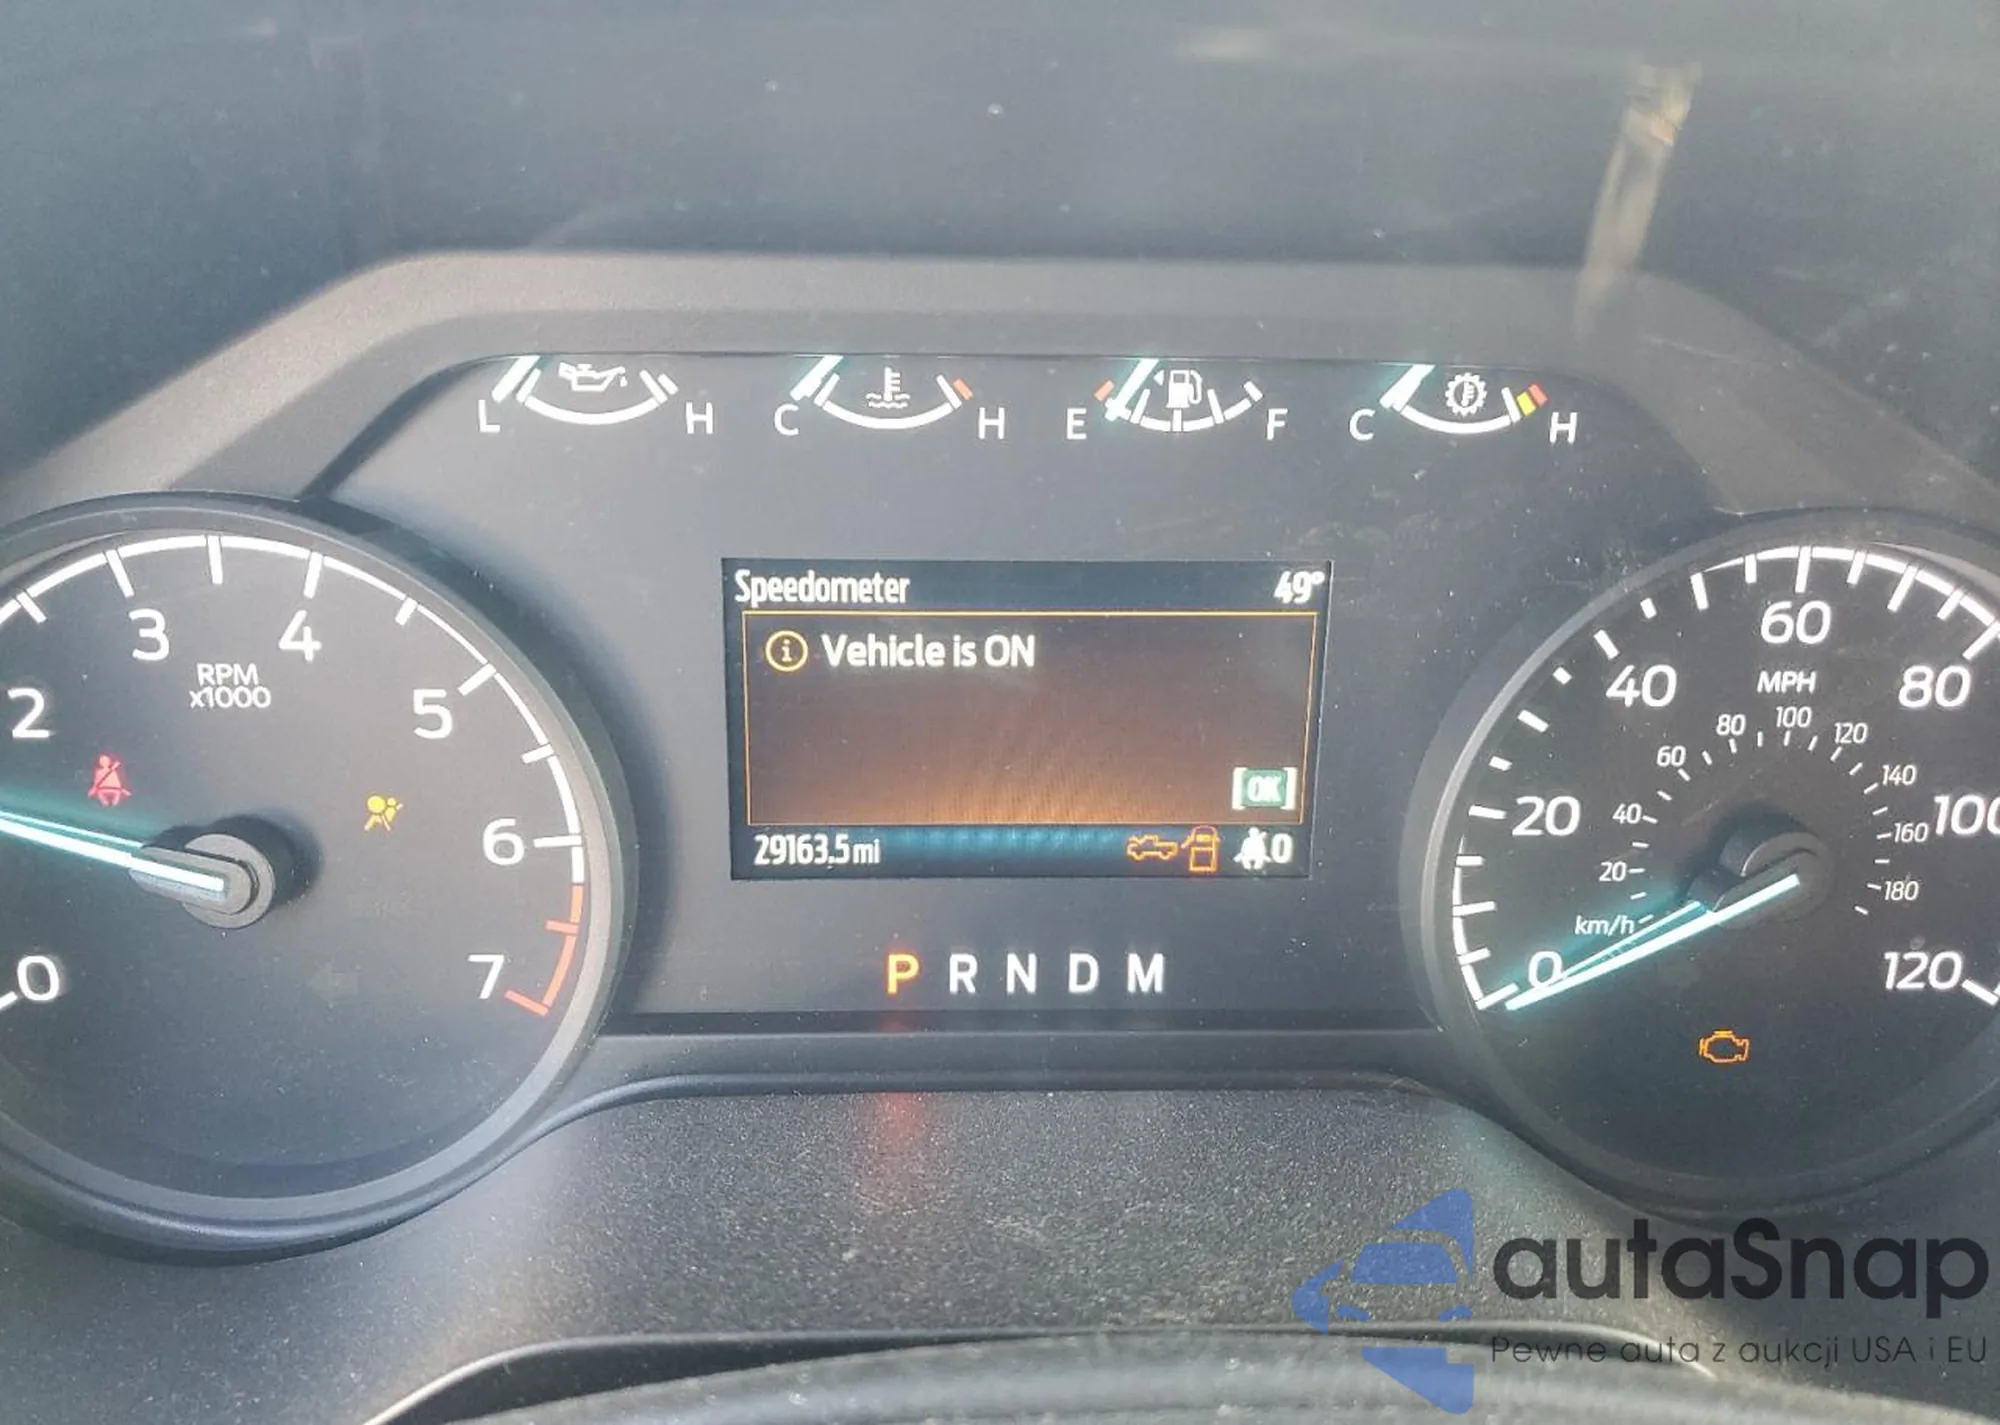 L H C H E F C H
Speedometer 49°
i Vehicle is ON
OK
29163.5 mi 0
P R N D M
0 2 3 4 5 6 7
RPM
x1000
0 20 40 60 80 100 120
MPH
20 40 60 80 100 120 140 160 180
km/h
autaSnap
Pewne auta z aukcji USA i EU